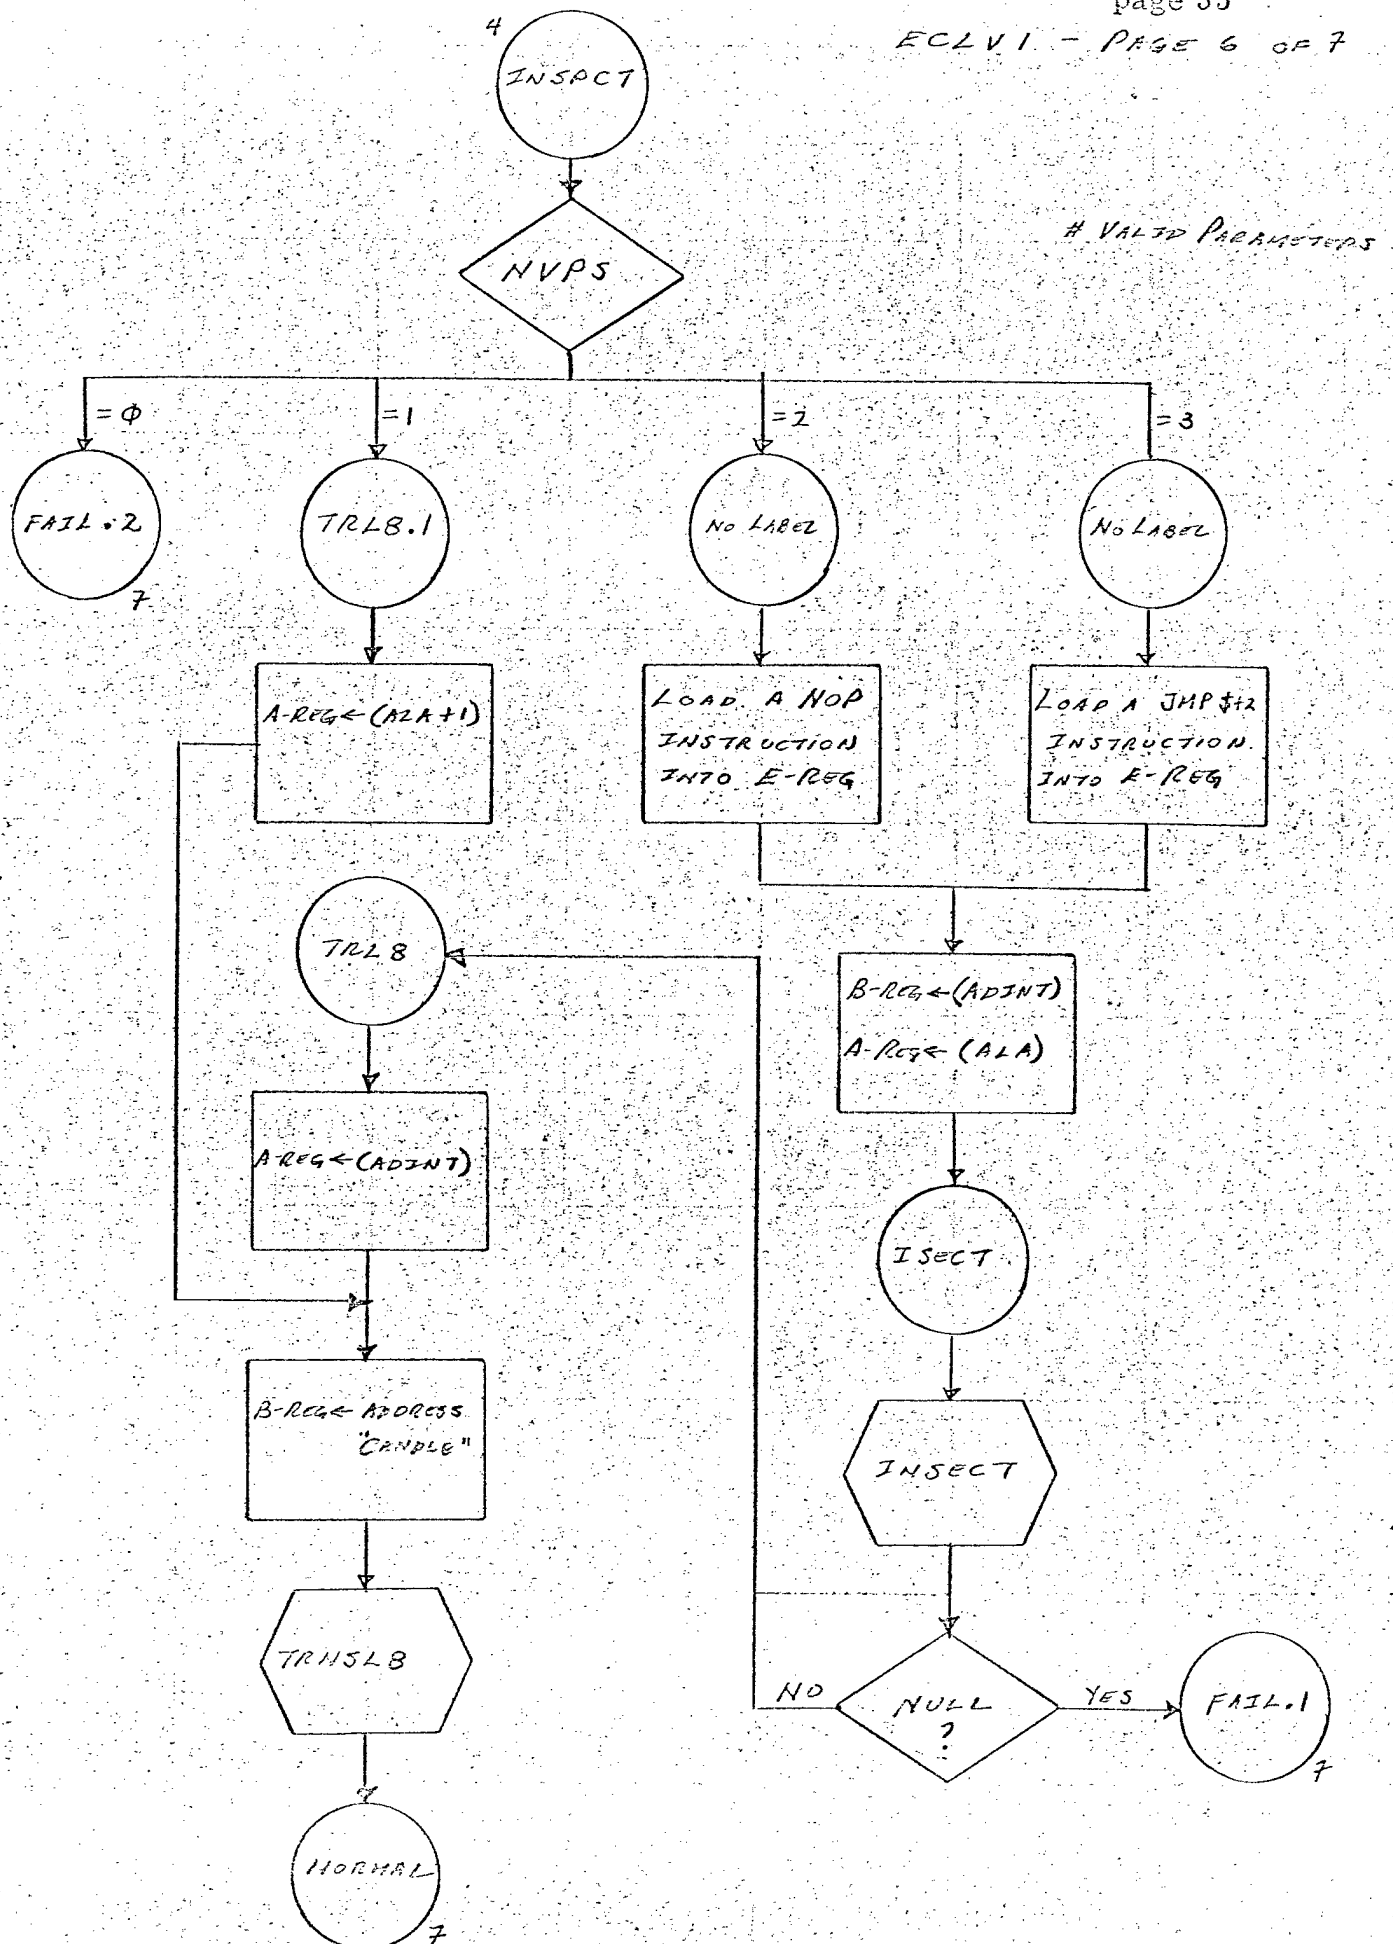 page 35
ECLV1 - PAGE 6 OF 7
4
INSPCT
# VALID PARAMETERS
NVPS
=Φ
=1
=2
=3
FAIL.2
7
TRLB.1
NO LABEL
NO LABEL
A-REG←(ALA+1)
LOAD A NOP
INSTRUCTION
INTO E-REG
LOAD A JMP $+2
INSTRUCTION
INTO E-REG
TRLB
B-REG←(ADINT)
A-REG←(ALA)
A-REG←(ADINT)
ISECT
B-REG← ADDRESS
"CANDLE"
INSECT
TRNSLB
NO
NULL
?
YES
FAIL.1
7
NORMAL
7